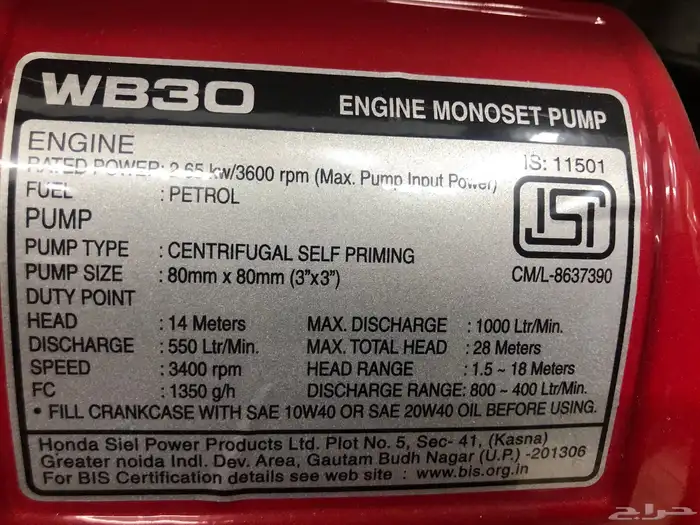 WB30 ENGINE MONOSET PUMP
ENGINE IS: 11501
RATED POWER: 2.65 kw/3600 rpm (Max. Pump Input Power)
FUEL : PETROL
PUMP
PUMP TYPE : CENTRIFUGAL SELF PRIMING
PUMP SIZE : 80mm x 80mm (3"x3") CM/L-8637390
DUTY POINT
HEAD : 14 Meters MAX. DISCHARGE : 1000 Ltr/Min.
DISCHARGE : 550 Ltr/Min. MAX. TOTAL HEAD : 28 Meters
SPEED : 3400 rpm HEAD RANGE : 1.5 ~ 18 Meters
FC : 1350 g/h DISCHARGE RANGE: 800 ~ 400 Ltr/Min.
• FILL CRANKCASE WITH SAE 10W40 OR SAE 20W40 OIL BEFORE USING.
Honda Siel Power Products Ltd. Plot No. 5, Sec- 41, (Kasna)
Greater noida Indl. Dev. Area, Gautam Budh Nagar (U.P.) -201306
For BIS Certification details see web site : www.bis.org.in
حراج